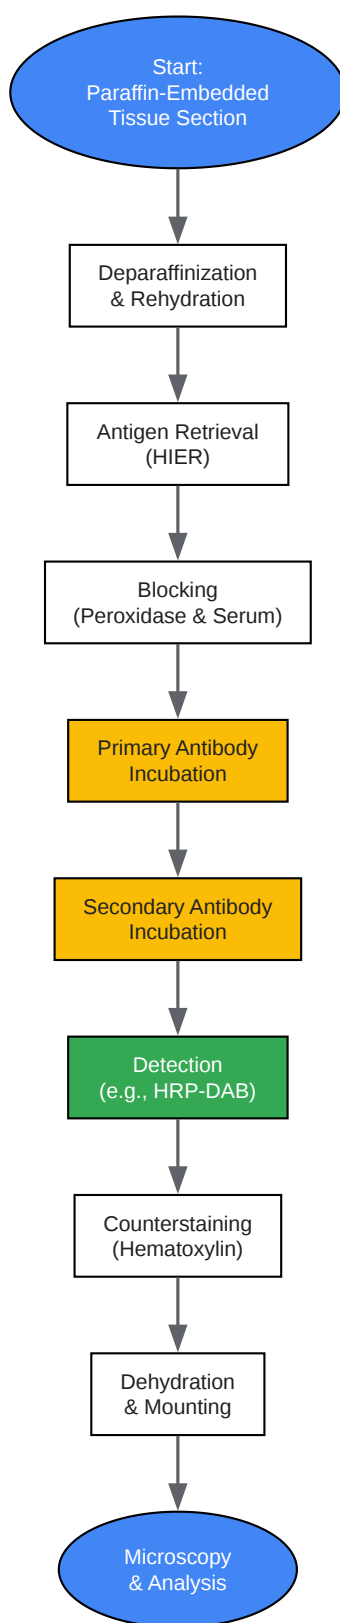 Start:
Paraffin-Embedded
Tissue Section
Deparaffinization
& Rehydration
Antigen Retrieval
(HIER)
Blocking
(Peroxidase & Serum)
Primary Antibody
Incubation
Secondary Antibody
Incubation
Detection
(e.g., HRP-DAB)
Counterstaining
(Hematoxylin)
Dehydration
& Mounting
Microscopy
& Analysis